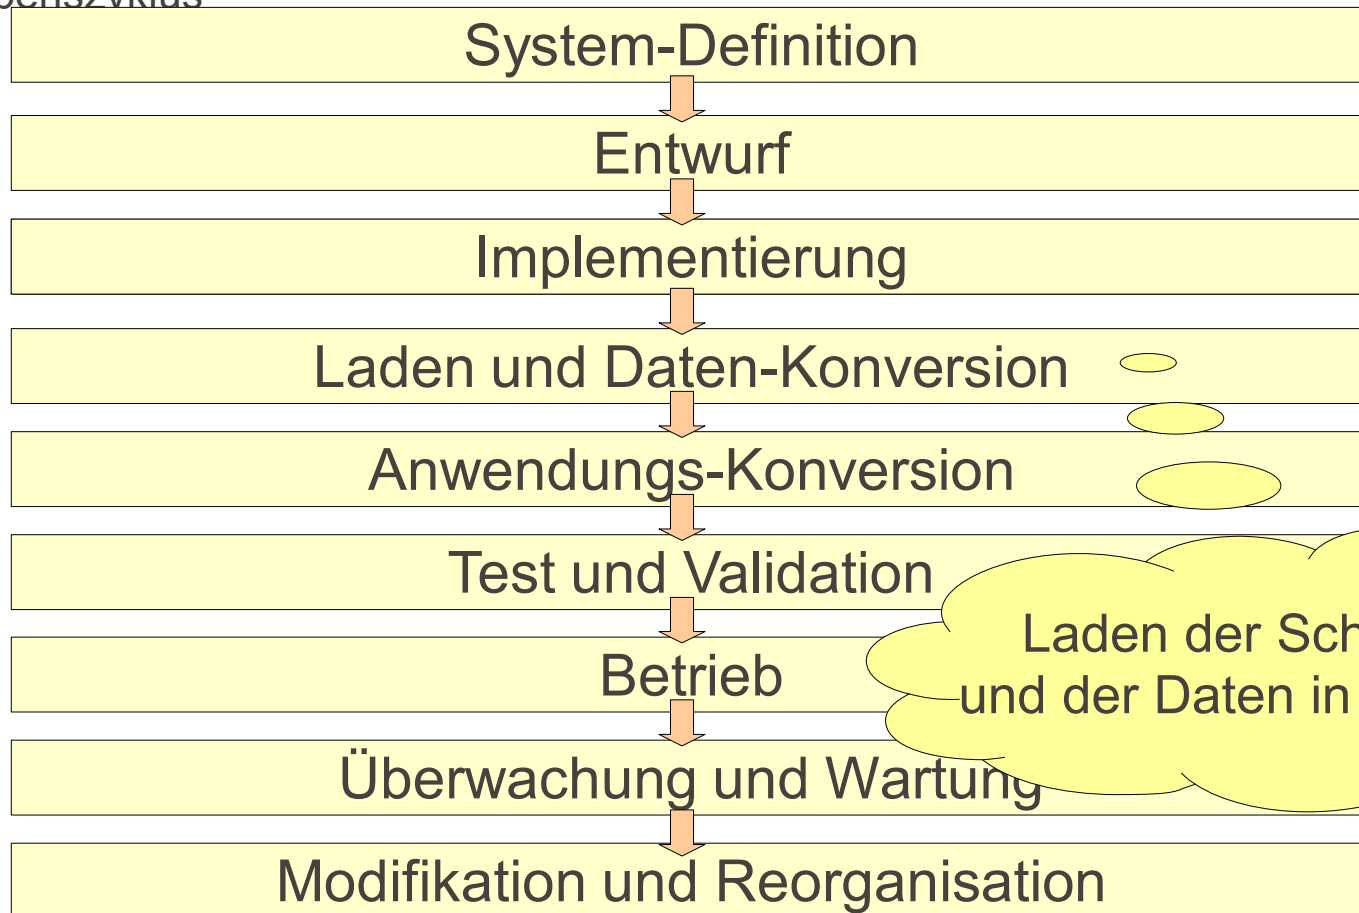 System-Definition
Entwurf
Implementierung
Laden und Daten-Konversion
Anwendungs-Konversion
Test und Validation
Laden der
Betrieb
und der Daten in
Überwachung und Wartung
Modifikation und Reorganisation